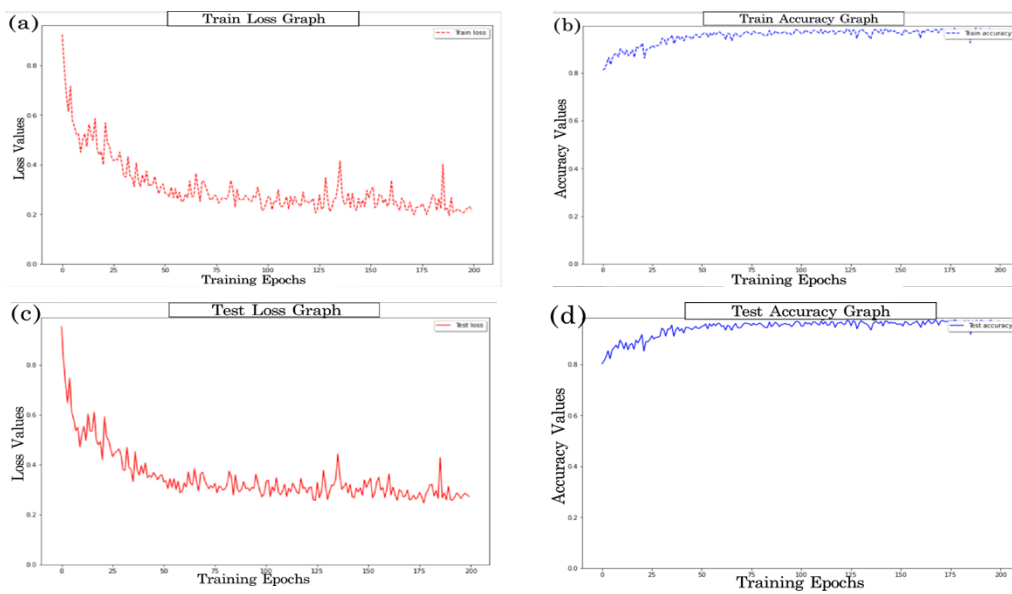 (a)
Train Loss Graph
Train loss
Loss Values
0.8
0.6
0.4
0.2
0.0
0 25 50 75 100 125 150 175 200
Training Epochs
(b)
Train Accuracy Graph
Train accuracy
Accuracy Values
0.8
0.6
0.4
0.2
0.0
0 25 50 75 100 125 150 175 200
Training Epochs
(c)
Test Loss Graph
Test loss
Loss Values
0.8
0.6
0.4
0.2
0.0
0 25 50 75 100 125 150 175 200
Training Epochs
(d)
Test Accuracy Graph
Test accuracy
Accuracy Values
0.8
0.6
0.4
0.2
0.0
0 25 50 75 100 125 150 175 200
Training Epochs